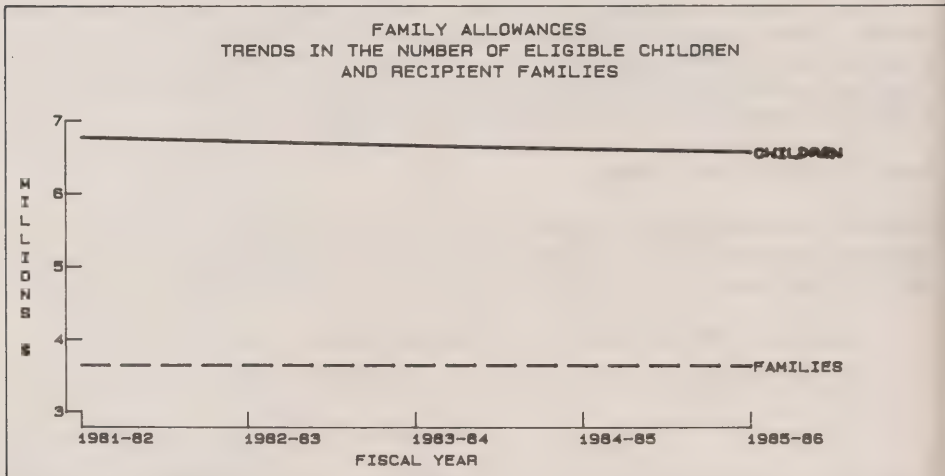 FAMILY ALLOWANCES
TRENDS IN THE NUMBER OF ELIGIBLE CHILDREN
AND RECIPIENT FAMILIES
7
6
5
4
3
MILLIONS
CHILDREN
FAMILIES
1981-82 1982-83 1983-84 1984-85 1985-86
FISCAL YEAR